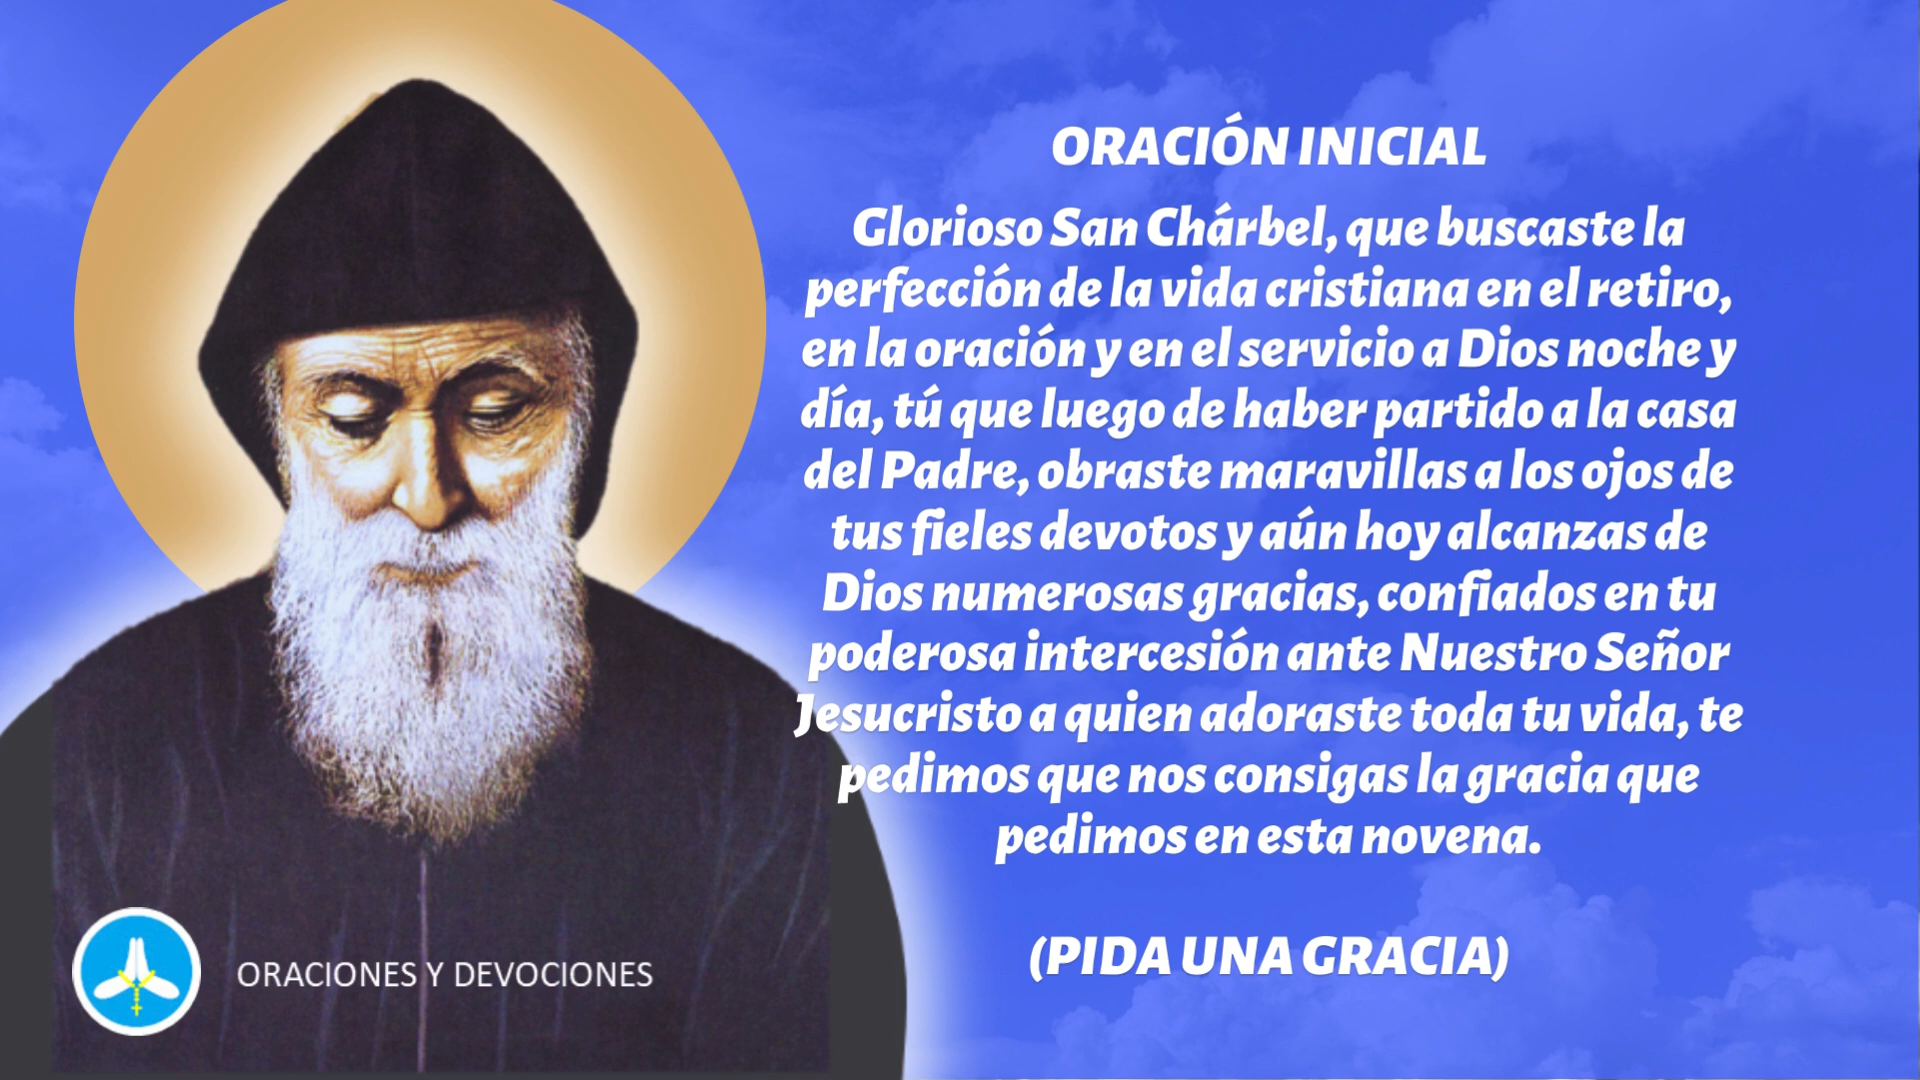 ORACIÓN INICIAL
Glorioso San Chárbel, que buscaste la
perfección de la vida cristiana en el retiro,
en la oración y en el servicio a Dios noche y
día, tú que luego de haber partido a la casa
del Padre, obraste maravillas a los ojos de
tus fieles devotos y aún hoy alcanzas de
Dios numerosas gracias, confiados en tu
poderosa intercesión ante Nuestro Señor
Jesucristo a quien adoraste toda tu vida, te
pedimos que nos consigas la gracia que
pedimos en esta novena.
(PIDA UNA GRACIA)
ORACIONES Y DEVOCIONES